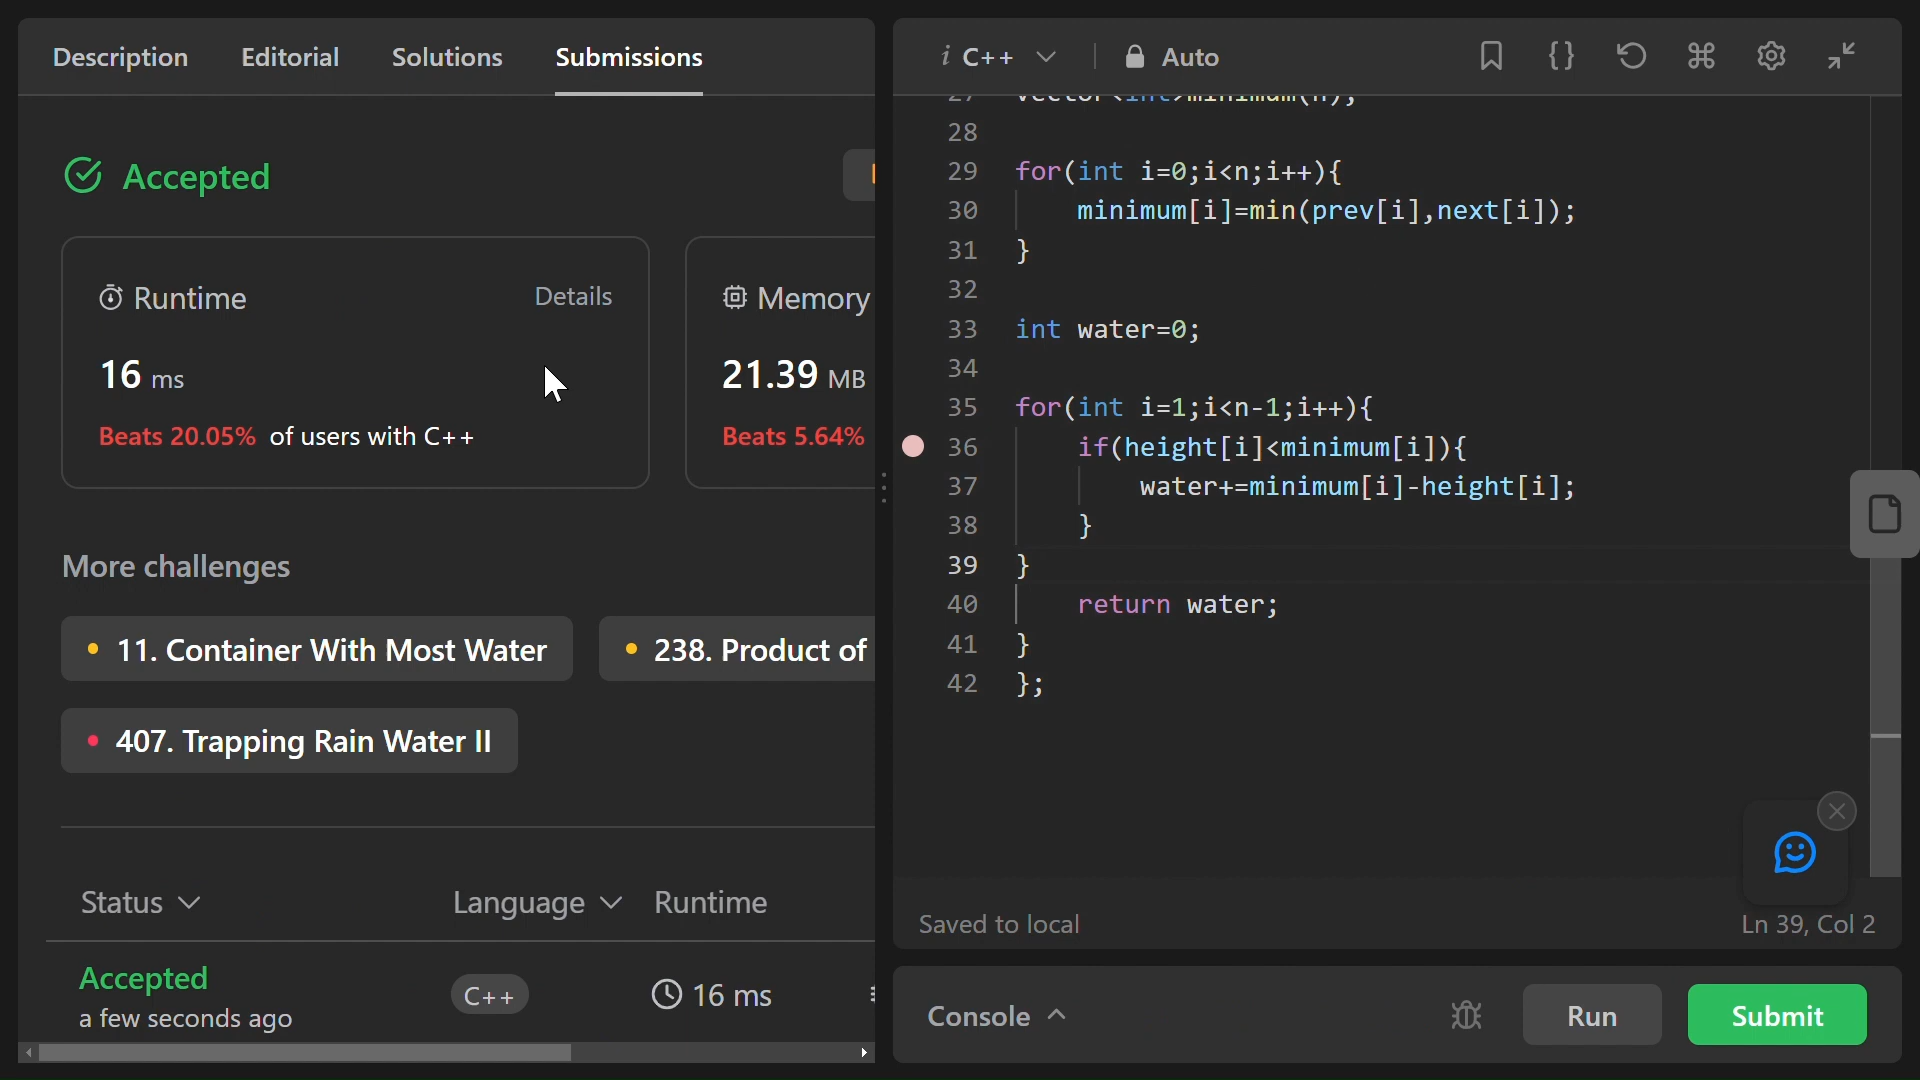 Description Editorial Solutions Submissions
Accepted
Runtime Details
16 ms
Beats 20.05% of users with C++
Memory
21.39 MB
Beats 5.64%
More challenges
11. Container With Most Water
238. Product of
407. Trapping Rain Water II
Status Language Runtime
Accepted C++ 16 ms
a few seconds ago
i C++ Auto
27 vector<int>minimum(n);
28
29 for(int i=0;i<n;i++){
30 minimum[i]=min(prev[i],next[i]);
31 }
32
33 int water=0;
34
35 for(int i=1;i<n-1;i++){
36 if(height[i]<minimum[i]){
37 water+=minimum[i]-height[i];
38 }
39 }
40 return water;
41 }
42 };
Saved to local Ln 39, Col 2
Console Run Submit